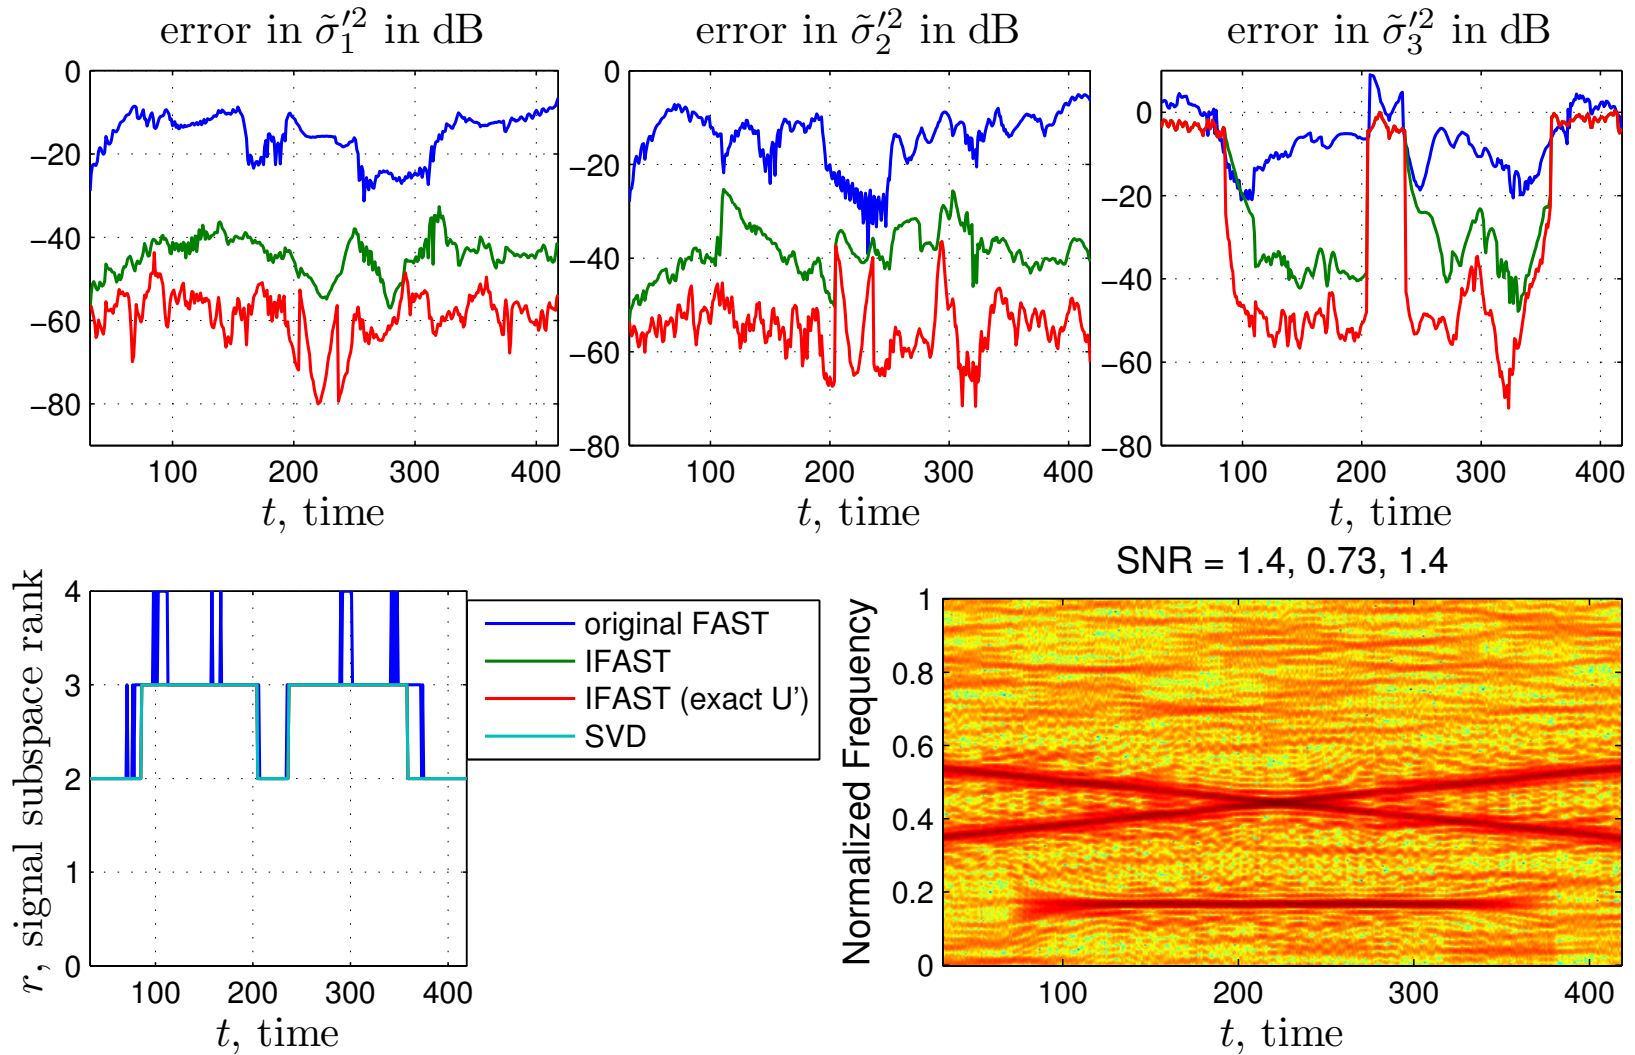 error in σ̃′²₁ in dB
error in σ̃′²₂ in dB
error in σ̃′²₃ in dB
0
−20
−40
−60
−80
100 200 300 400
t, time
0
−20
−40
−60
−80
100 200 300 400
t, time
0
−20
−40
−60
−80
100 200 300 400
t, time
r, signal subspace rank
4
3
2
1
0
100 200 300 400
t, time
original FAST
IFAST
IFAST (exact U')
SVD
SNR = 1.4, 0.73, 1.4
Normalized Frequency
1
0.8
0.6
0.4
0.2
0
100 200 300 400
t, time